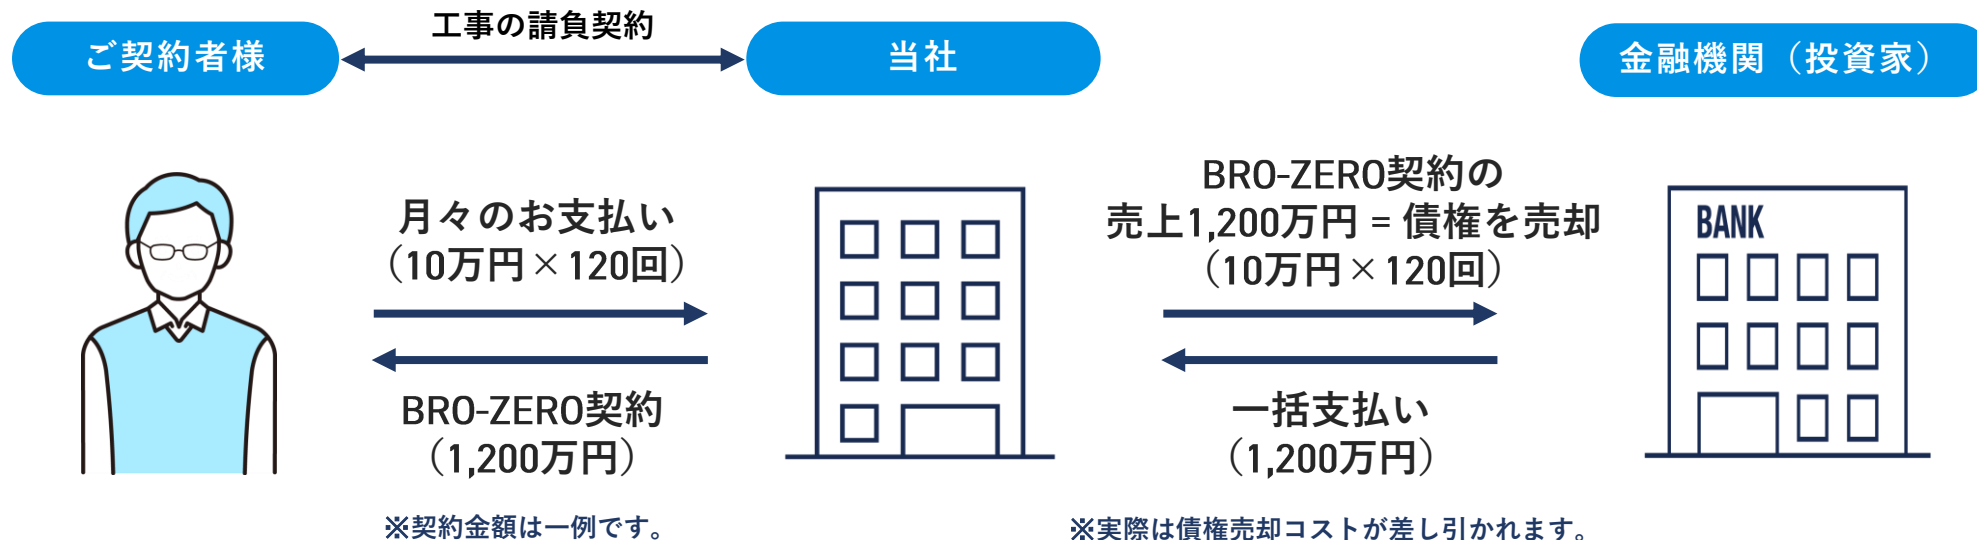 ご契約者様
工事の請負契約
当社
金融機関（投資家）
月々のお支払い
（10万円×120回）
BRO-ZERO契約
（1,200万円）
※契約金額は一例です。
BRO-ZERO契約の
売上1,200万円 = 債権を売却
（10万円×120回）
一括支払い
（1,200万円）
※実際は債権売却コストが差し引かれます。
BANK